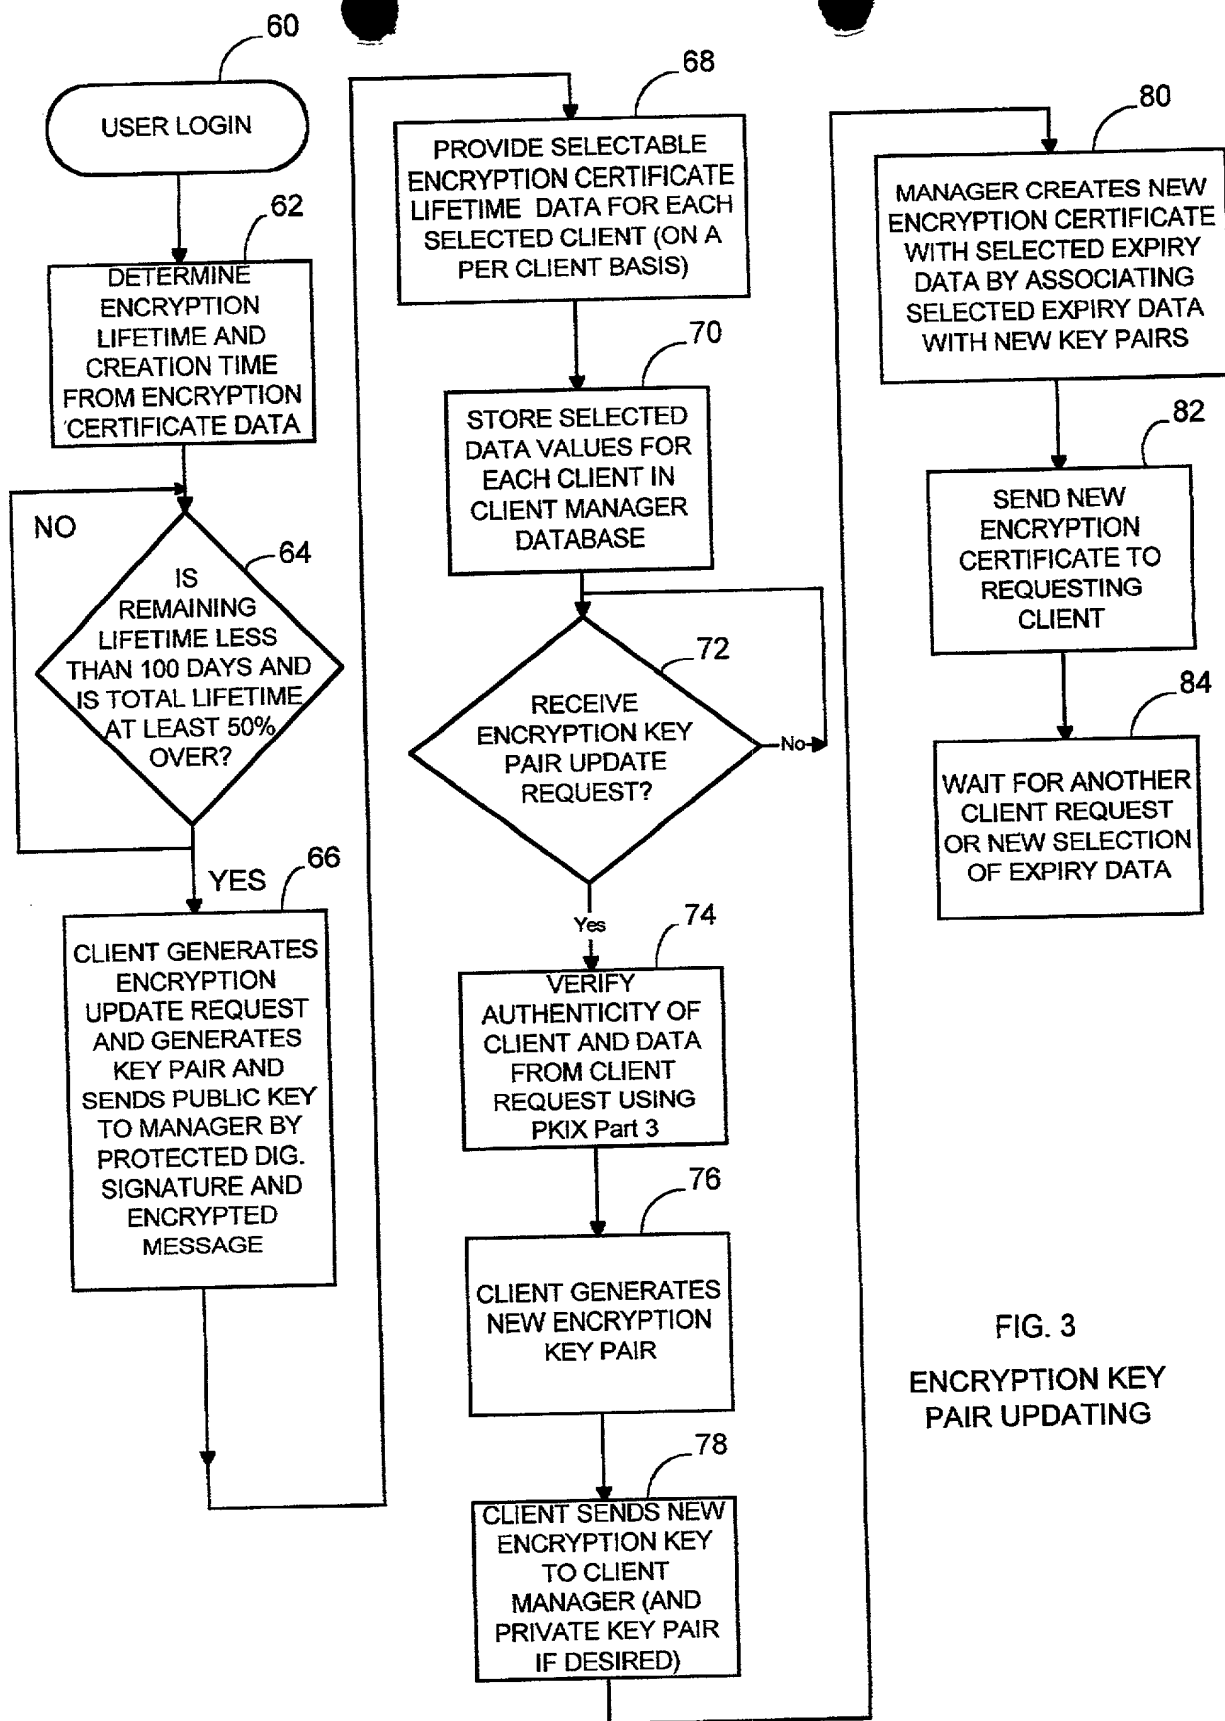 60
USER LOGIN
62
DETERMINE
ENCRYPTION
LIFETIME AND
CREATION TIME
FROM ENCRYPTION
CERTIFICATE DATA
NO
64
IS
REMAINING
LIFETIME LESS
THAN 100 DAYS AND
IS TOTAL LIFETIME
AT LEAST 50%
OVER?
YES
66
CLIENT GENERATES
ENCRYPTION
UPDATE REQUEST
AND GENERATES
KEY PAIR AND
SENDS PUBLIC KEY
TO MANAGER BY
PROTECTED DIG.
SIGNATURE AND
ENCRYPTED
MESSAGE
68
PROVIDE SELECTABLE
ENCRYPTION CERTIFICATE
LIFETIME DATA FOR EACH
SELECTED CLIENT (ON A
PER CLIENT BASIS)
70
STORE SELECTED
DATA VALUES FOR
EACH CLIENT IN
CLIENT MANAGER
DATABASE
72
RECEIVE
ENCRYPTION KEY
PAIR UPDATE
REQUEST?
No
Yes
74
VERIFY
AUTHENTICITY OF
CLIENT AND DATA
FROM CLIENT
REQUEST USING
PKIX Part 3
76
CLIENT GENERATES
NEW ENCRYPTION
KEY PAIR
78
CLIENT SENDS NEW
ENCRYPTION KEY
TO CLIENT
MANAGER (AND
PRIVATE KEY PAIR
IF DESIRED)
80
MANAGER CREATES NEW
ENCRYPTION CERTIFICATE
WITH SELECTED EXPIRY
DATA BY ASSOCIATING
SELECTED EXPIRY DATA
WITH NEW KEY PAIRS
82
SEND NEW
ENCRYPTION
CERTIFICATE TO
REQUESTING
CLIENT
84
WAIT FOR ANOTHER
CLIENT REQUEST
OR NEW SELECTION
OF EXPIRY DATA
FIG. 3
ENCRYPTION KEY
PAIR UPDATING